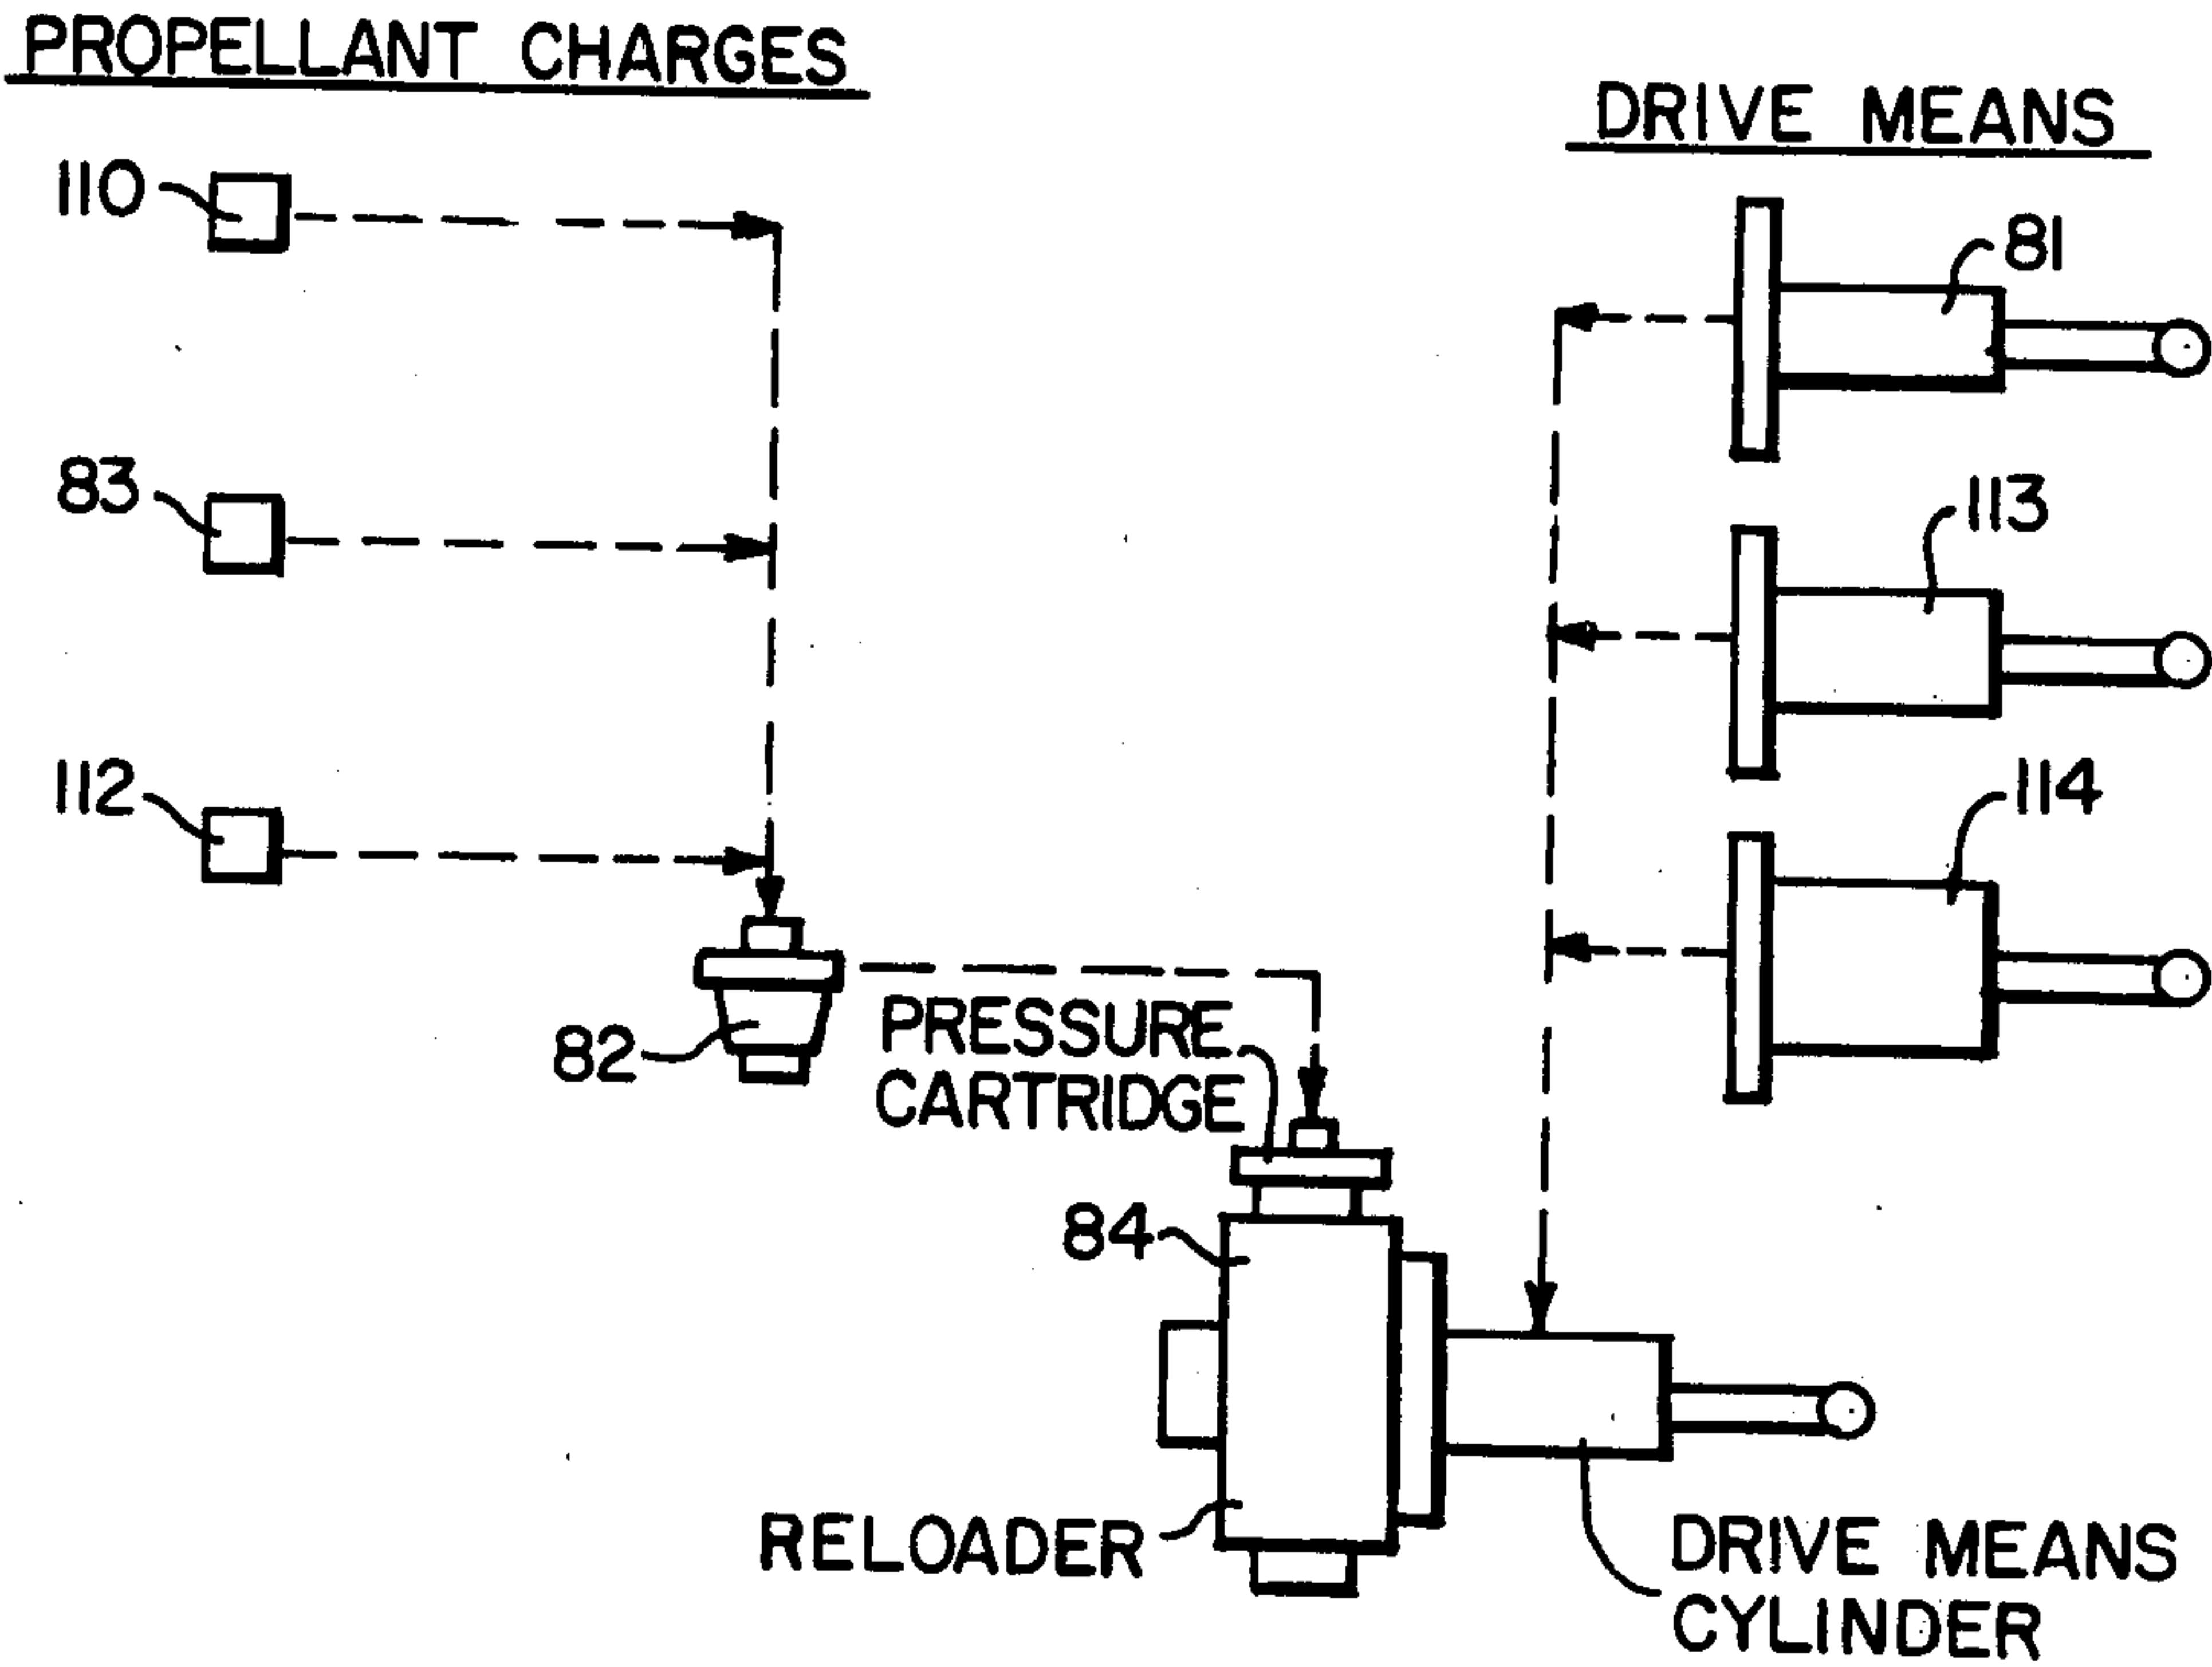 PROPELLANT CHARGES
DRIVE MEANS
110
81
83
113
112
114
82
PRESSURE
CARTRIDGE
84
RELOADER
DRIVE MEANS
CYLINDER